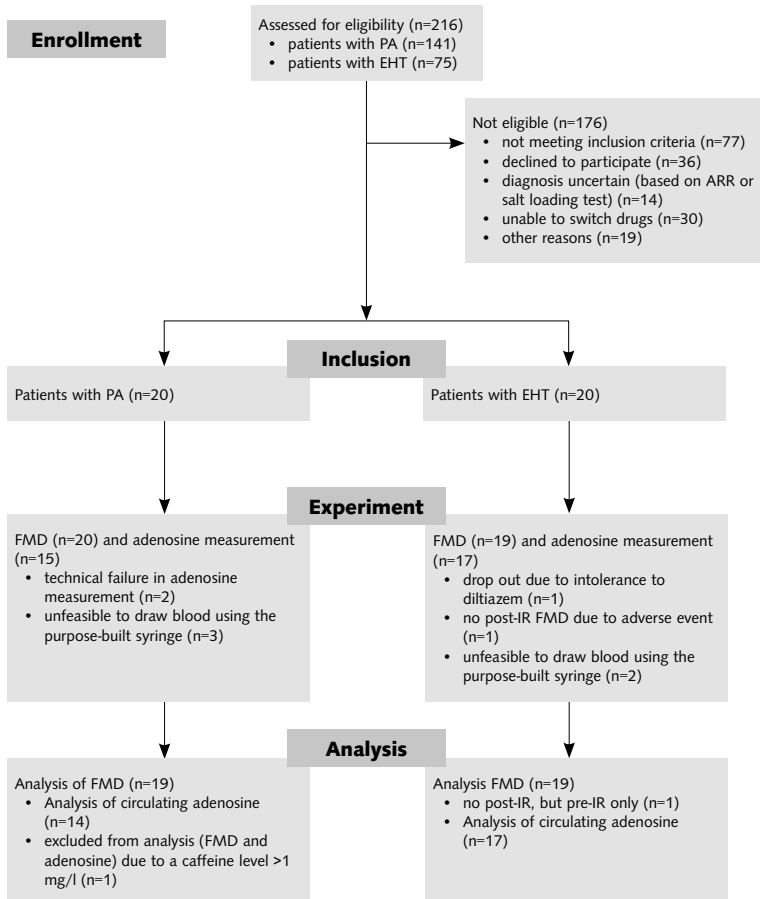 Enrollment
Assessed for eligibility (n=216)
• patients with PA (n=141)
• patients with EHT (n=75)
Not eligible (n=176)
• not meeting inclusion criteria (n=77)
• declined to participate (n=36)
• diagnosis uncertain (based on ARR or
salt loading test) (n=14)
• unable to switch drugs (n=30)
• other reasons (n=19)
Inclusion
Patients with PA (n=20)
Patients with EHT (n=20)
Experiment
FMD (n=20) and adenosine measurement
(n=15)
• technical failure in adenosine
measurement (n=2)
• unfeasible to draw blood using the
purpose-built syringe (n=3)
FMD (n=19) and adenosine measurement
(n=17)
• drop out due to intolerance to
diltiazem (n=1)
• no post-IR FMD due to adverse event
(n=1)
• unfeasible to draw blood using the
purpose-built syringe (n=2)
Analysis
Analysis of FMD (n=19)
• Analysis of circulating adenosine
(n=14)
• excluded from analysis (FMD and
adenosine) due to a caffeine level >1
mg/l (n=1)
Analysis FMD (n=19)
• no post-IR, but pre-IR only (n=1)
• Analysis of circulating adenosine
(n=17)